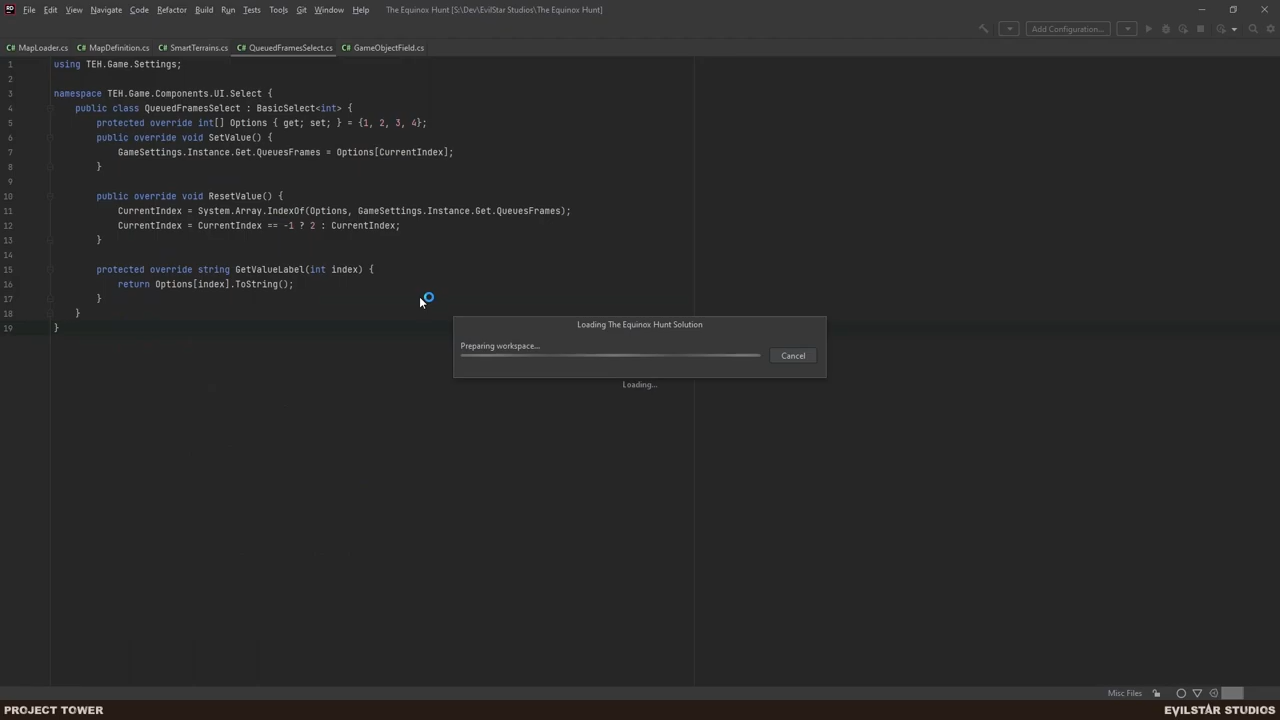 RD File Edit View Navigate Code Refactor Build Run Tests Tools Git Window Help The Equinox Hunt [S:\Dev\EvilStar Studios\The Equinox Hunt]
Add Configuration...
C# MapLoader.cs C# MapDefinition.cs C# SmartTerrains.cs C# QueuedFramesSelect.cs C# GameObjectField.cs
1 using TEH.Game.Settings;
2
3 namespace TEH.Game.Components.UI.Select {
4 public class QueuedFramesSelect : BasicSelect<int> {
5 protected override int[] Options { get; set; } = {1, 2, 3, 4};
6 public override void SetValue() {
7 GameSettings.Instance.Get.QueuesFrames = Options[CurrentIndex];
8 }
9
10 public override void ResetValue() {
11 CurrentIndex = System.Array.IndexOf(Options, GameSettings.Instance.Get.QueuesFrames);
12 CurrentIndex = CurrentIndex == -1 ? 2 : CurrentIndex;
13 }
14
15 protected override string GetValueLabel(int index) {
16 return Options[index].ToString();
17 }
18 }
19 }
Loading The Equinox Hunt Solution
Preparing workspace...
Cancel
Loading...
Misc Files
PROJECT TOWER EVILSTAR STUDIOS